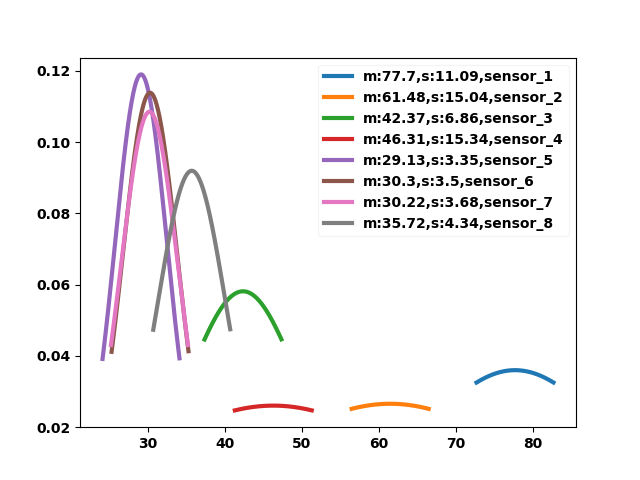 0.12
0.10
0.08
0.06
0.04
0.02
30
40
50
60
70
80
m:77.7,s:11.09,sensor_1
m:61.48,s:15.04,sensor_2
m:42.37,s:6.86,sensor_3
m:46.31,s:15.34,sensor_4
m:29.13,s:3.35,sensor_5
m:30.3,s:3.5,sensor_6
m:30.22,s:3.68,sensor_7
m:35.72,s:4.34,sensor_8